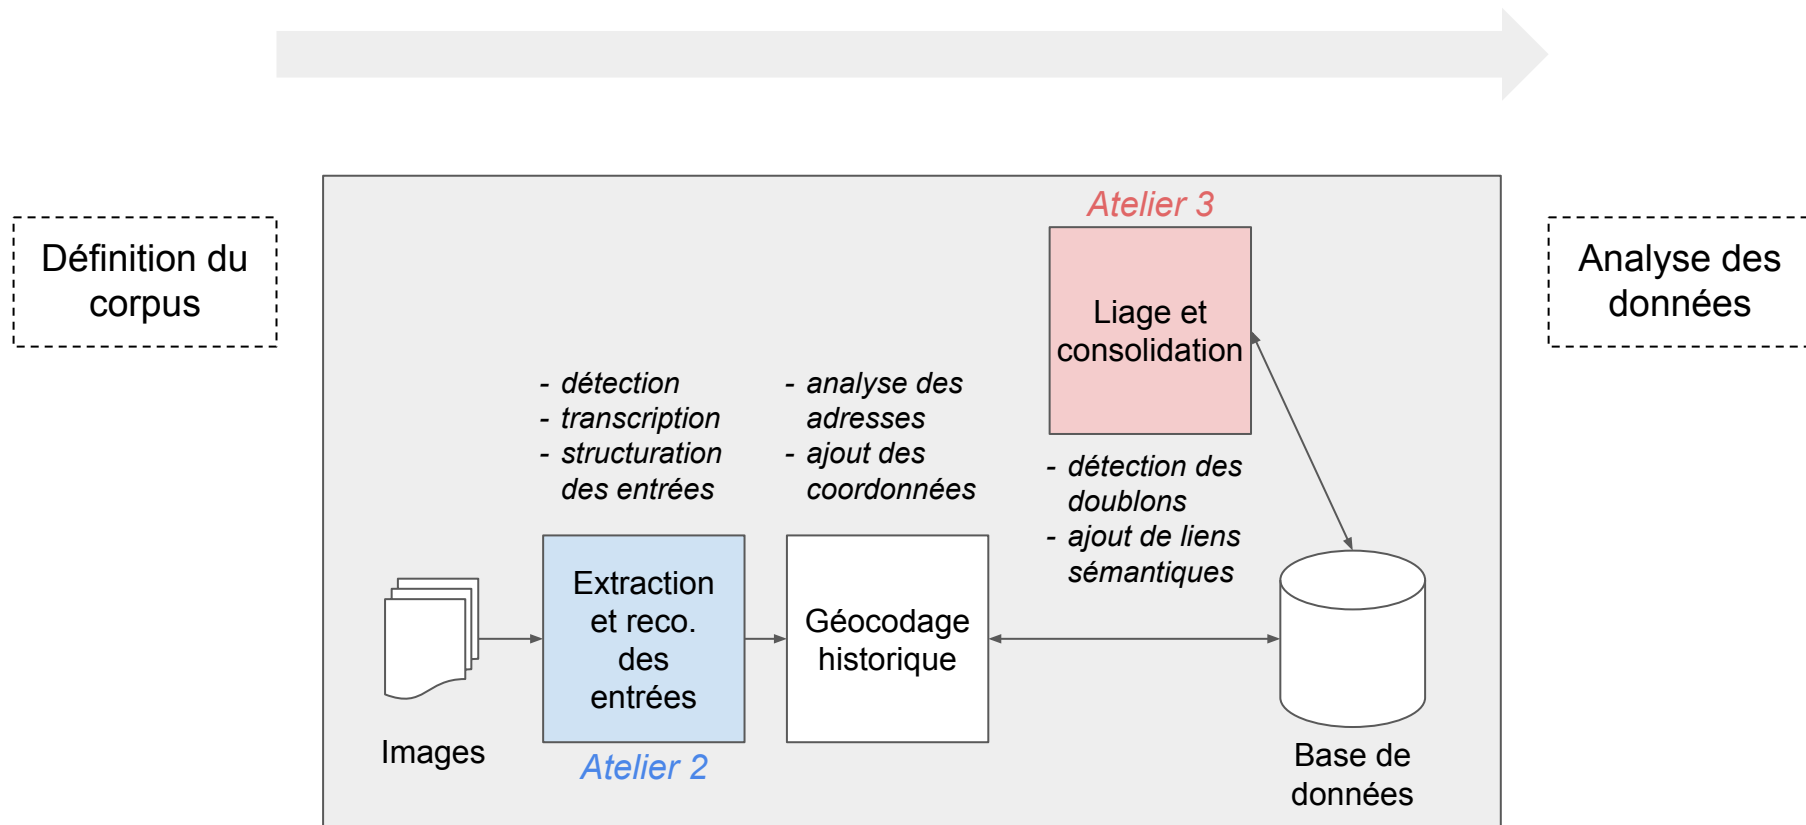 Définition du
corpus
Atelier 3
Liage et
consolidation
- détection des
doublons
- ajout de liens
sémantiques
- détection
- transcription
- structuration
des entrées
- analyse des
adresses
- ajout des
coordonnées
Images
Extraction
et reco.
des
entrées
Atelier 2
Géocodage
historique
Base de
données
Analyse des
données